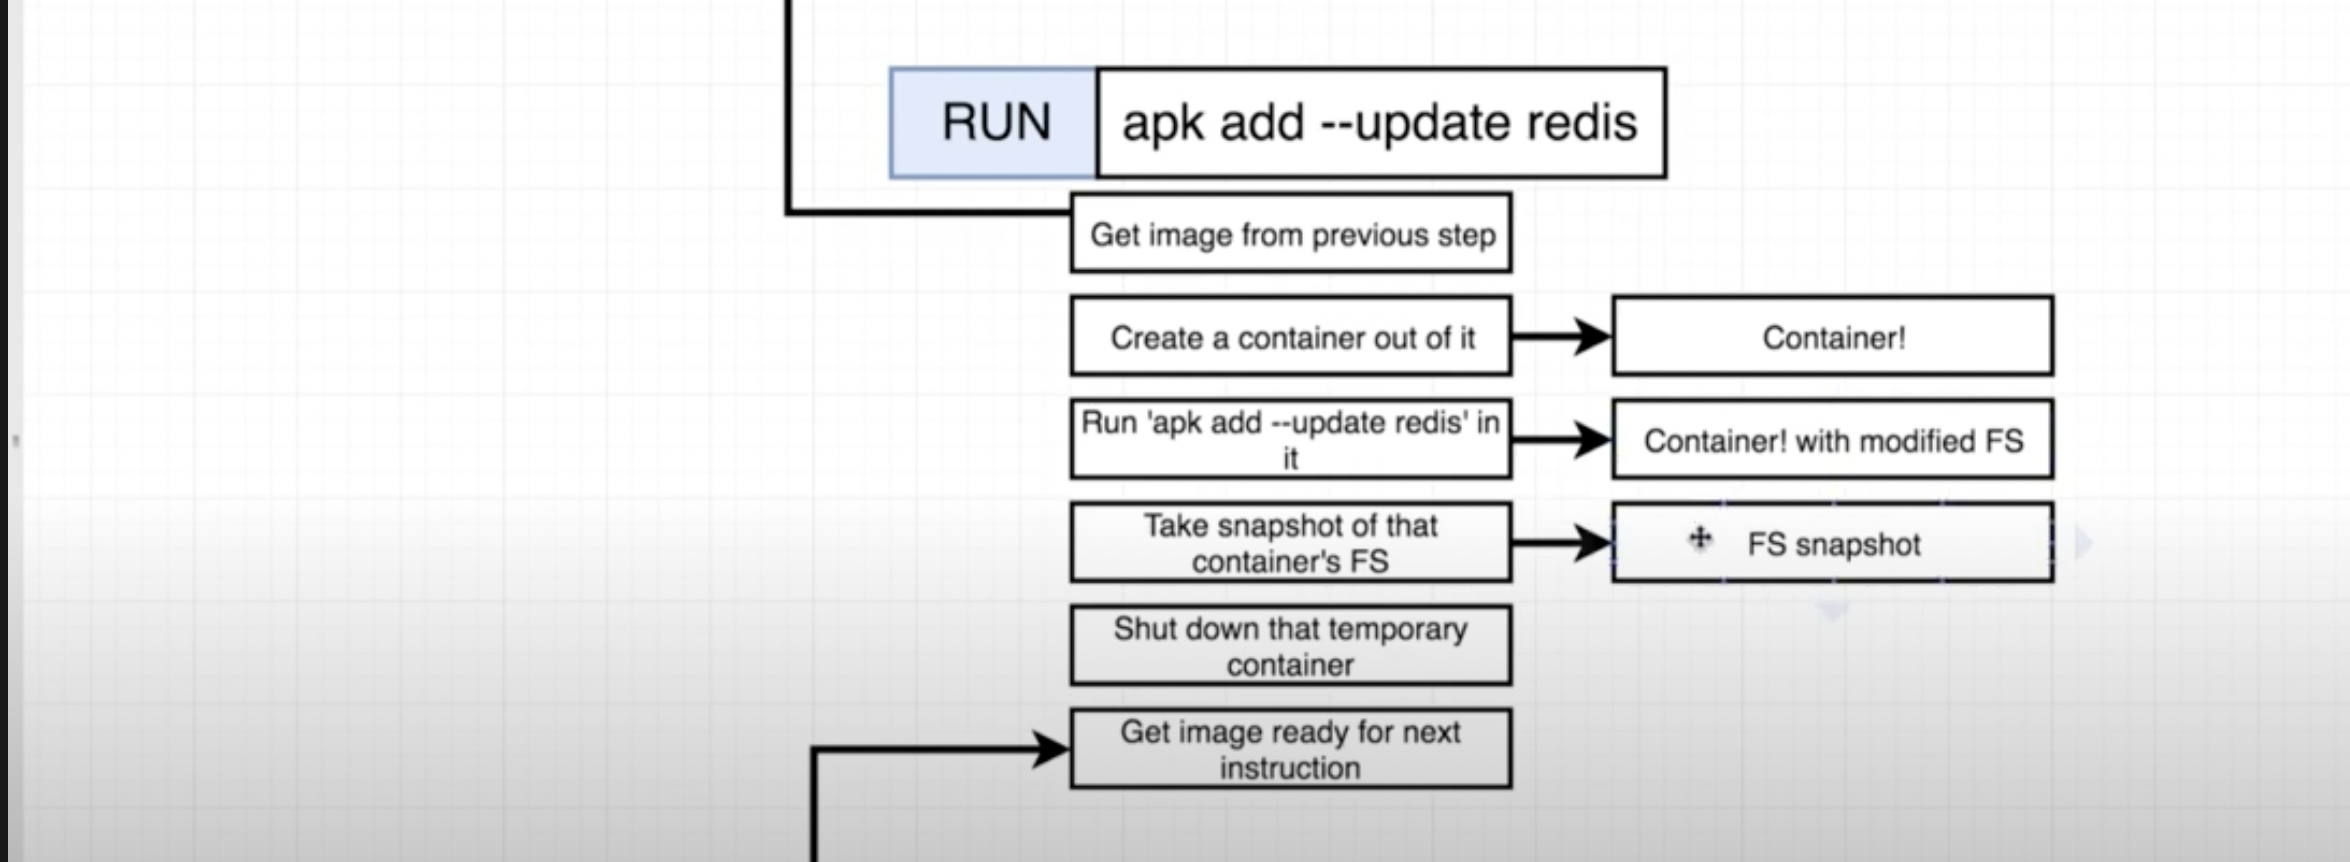 RUN apk add --update redis
Get image from previous step
Create a container out of it
Container!
Run 'apk add --update redis' in
it
Container! with modified FS
Take snapshot of that
container's FS
FS snapshot
Shut down that temporary
container
Get image ready for next
instruction